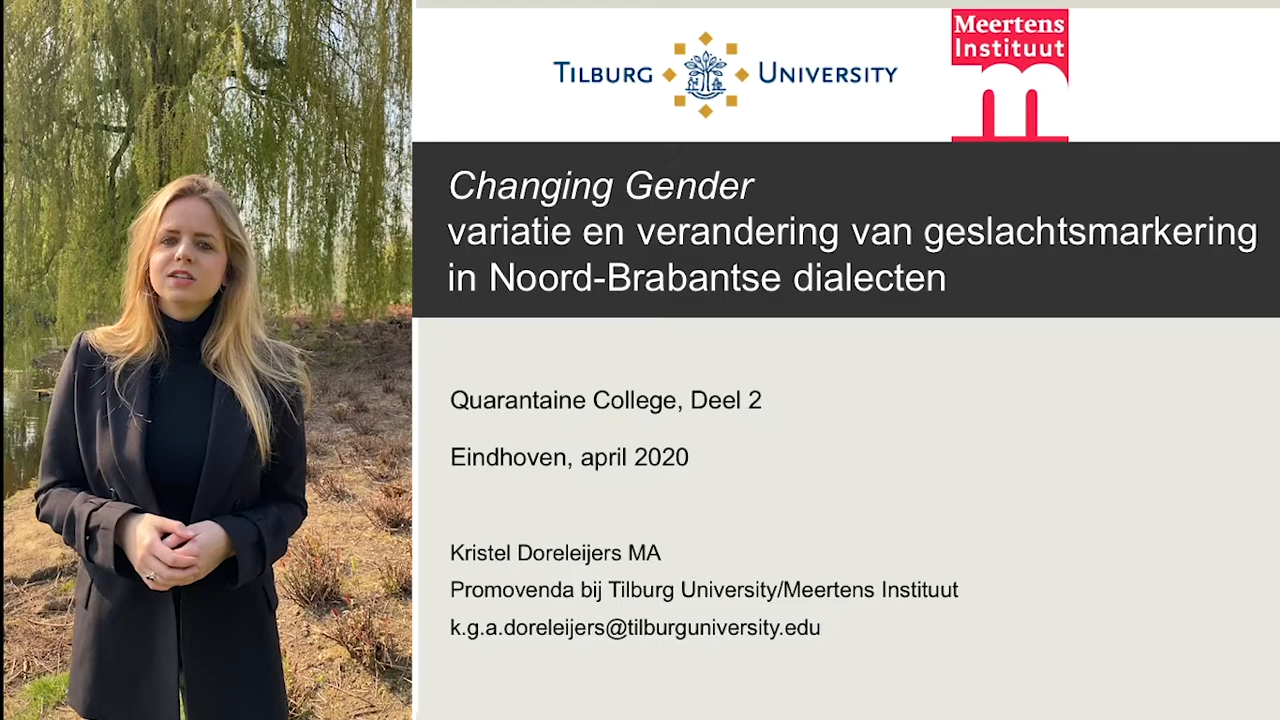 TILBURG UNIVERSITY
Meertens
Instituut
Changing Gender
variatie en verandering van geslachtsmarkering
in Noord-Brabantse dialecten
Quarantaine College, Deel 2
Eindhoven, april 2020
Kristel Doreleijers MA
Promovenda bij Tilburg University/Meertens Instituut
k.g.a.doreleijers@tilburguniversity.edu